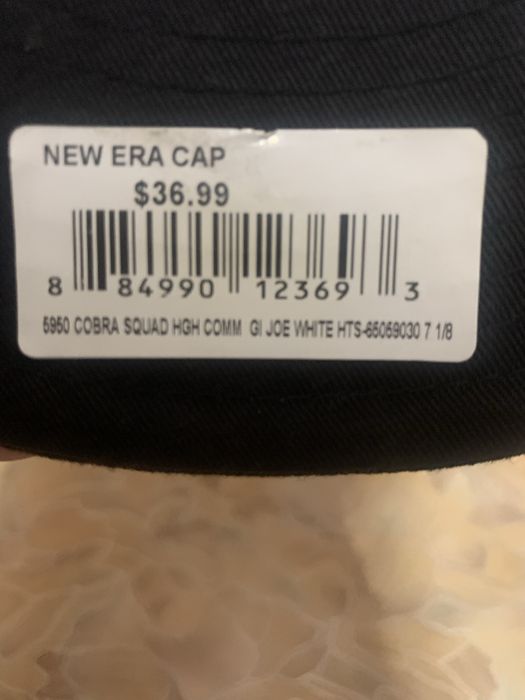 NEW ERA CAP
$36.99
8 84990 12369 3
5950 COBRA SQUAD HGH COMM GI JOE WHITE HTS-65059030 7 1/8